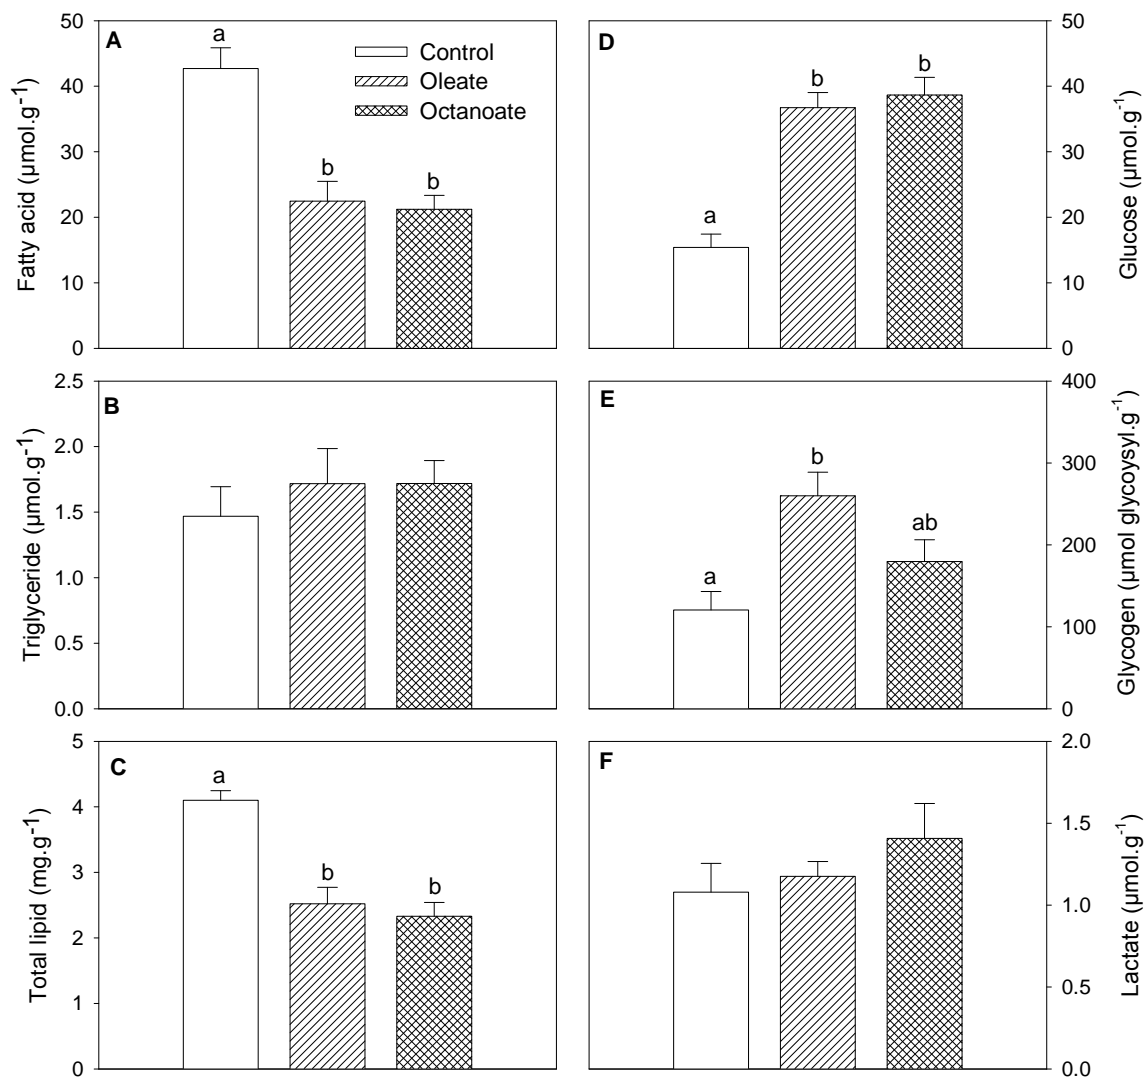 A
a
b
b
Control
Oleate
Octanoate
50
40
30
20
10
0
Fatty acid (µmol.g⁻¹)
D
a
b
b
50
40
30
20
10
0
Glucose (µmol.g⁻¹)
B
2.5
2.0
1.5
1.0
0.5
0.0
Triglyceride (µmol.g⁻¹)
E
a
b
ab
400
300
200
100
0
Glycogen (µmol glycoysyl.g⁻¹)
C
a
b
b
5
4
3
2
1
0
Total lipid (mg.g⁻¹)
F
2.0
1.5
1.0
0.5
0.0
Lactate (µmol.g⁻¹)